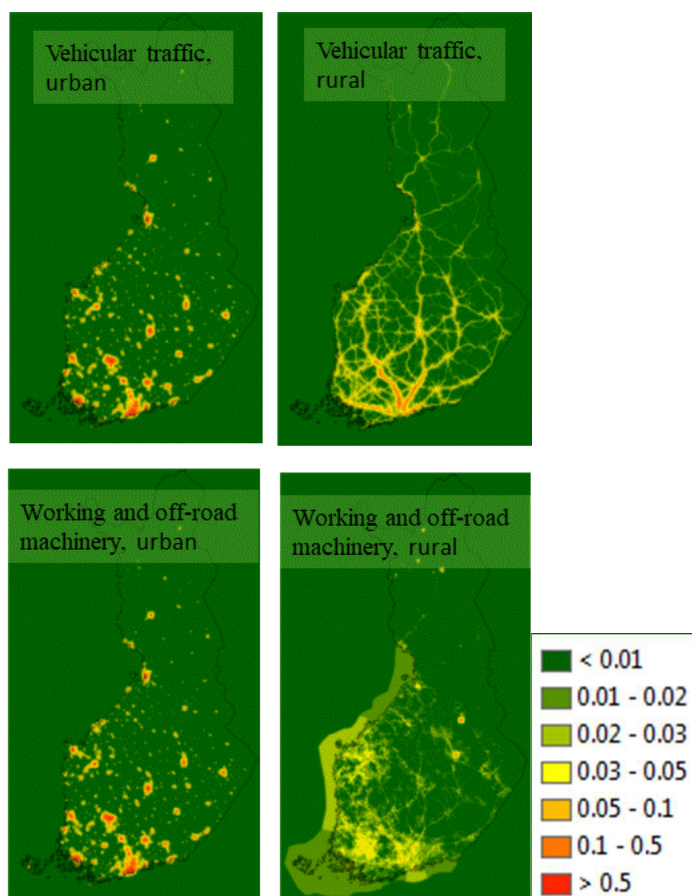 Vehicular traffic,
urban
Vehicular traffic,
rural
Working and off-road
machinery, urban
Working and off-road
machinery, rural
< 0.01
0.01 - 0.02
0.02 - 0.03
0.03 - 0.05
0.05 - 0.1
0.1 - 0.5
> 0.5